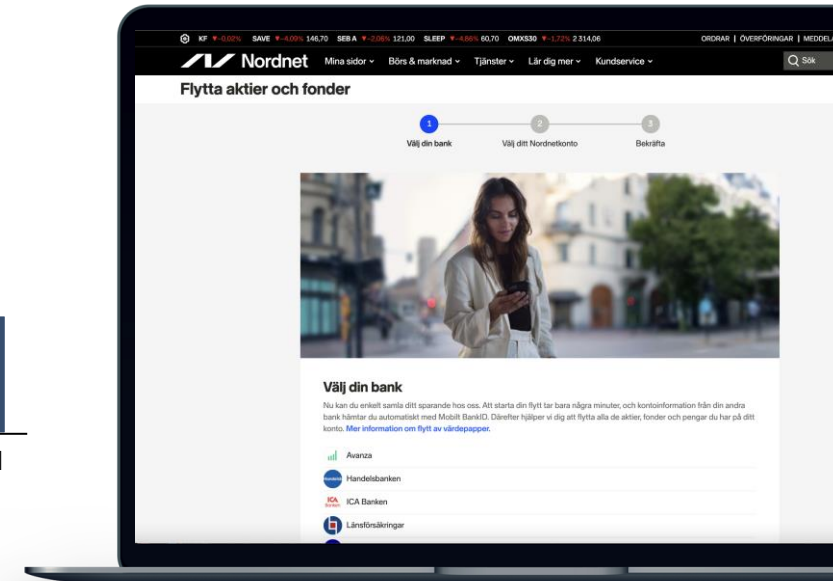 KF ▼-0,02% SAVE ▼-4,09% 146,70 SEB A ▼-2,06% 121,00 SLEEP ▼-4,66% 60,70 OMXS30 ▼-1,72% 2 314,06 ORDRAR | ÖVERFÖRINGAR | MEDDELA
Nordnet Mina sidor Börs & marknad Tjänster Lär dig mer Kundservice Sök
Flytta aktier och fonder
1 2 3
Välj din bank Välj ditt Nordnetkonto Bekräfta
Välj din bank
Nu kan du enkelt samla ditt sparande hos oss. Att starta din flytt tar bara några minuter, och kontoinformation från din andra
bank hämtar du automatiskt med Mobilt BankID. Därefter hjälper vi dig att flytta alla de aktier, fonder och pengar du har på ditt
konto. Mer information om flytt av värdepapper.
Avanza
Handelsbanken
ICA Banken ICA Banken
Länsförsäkringar